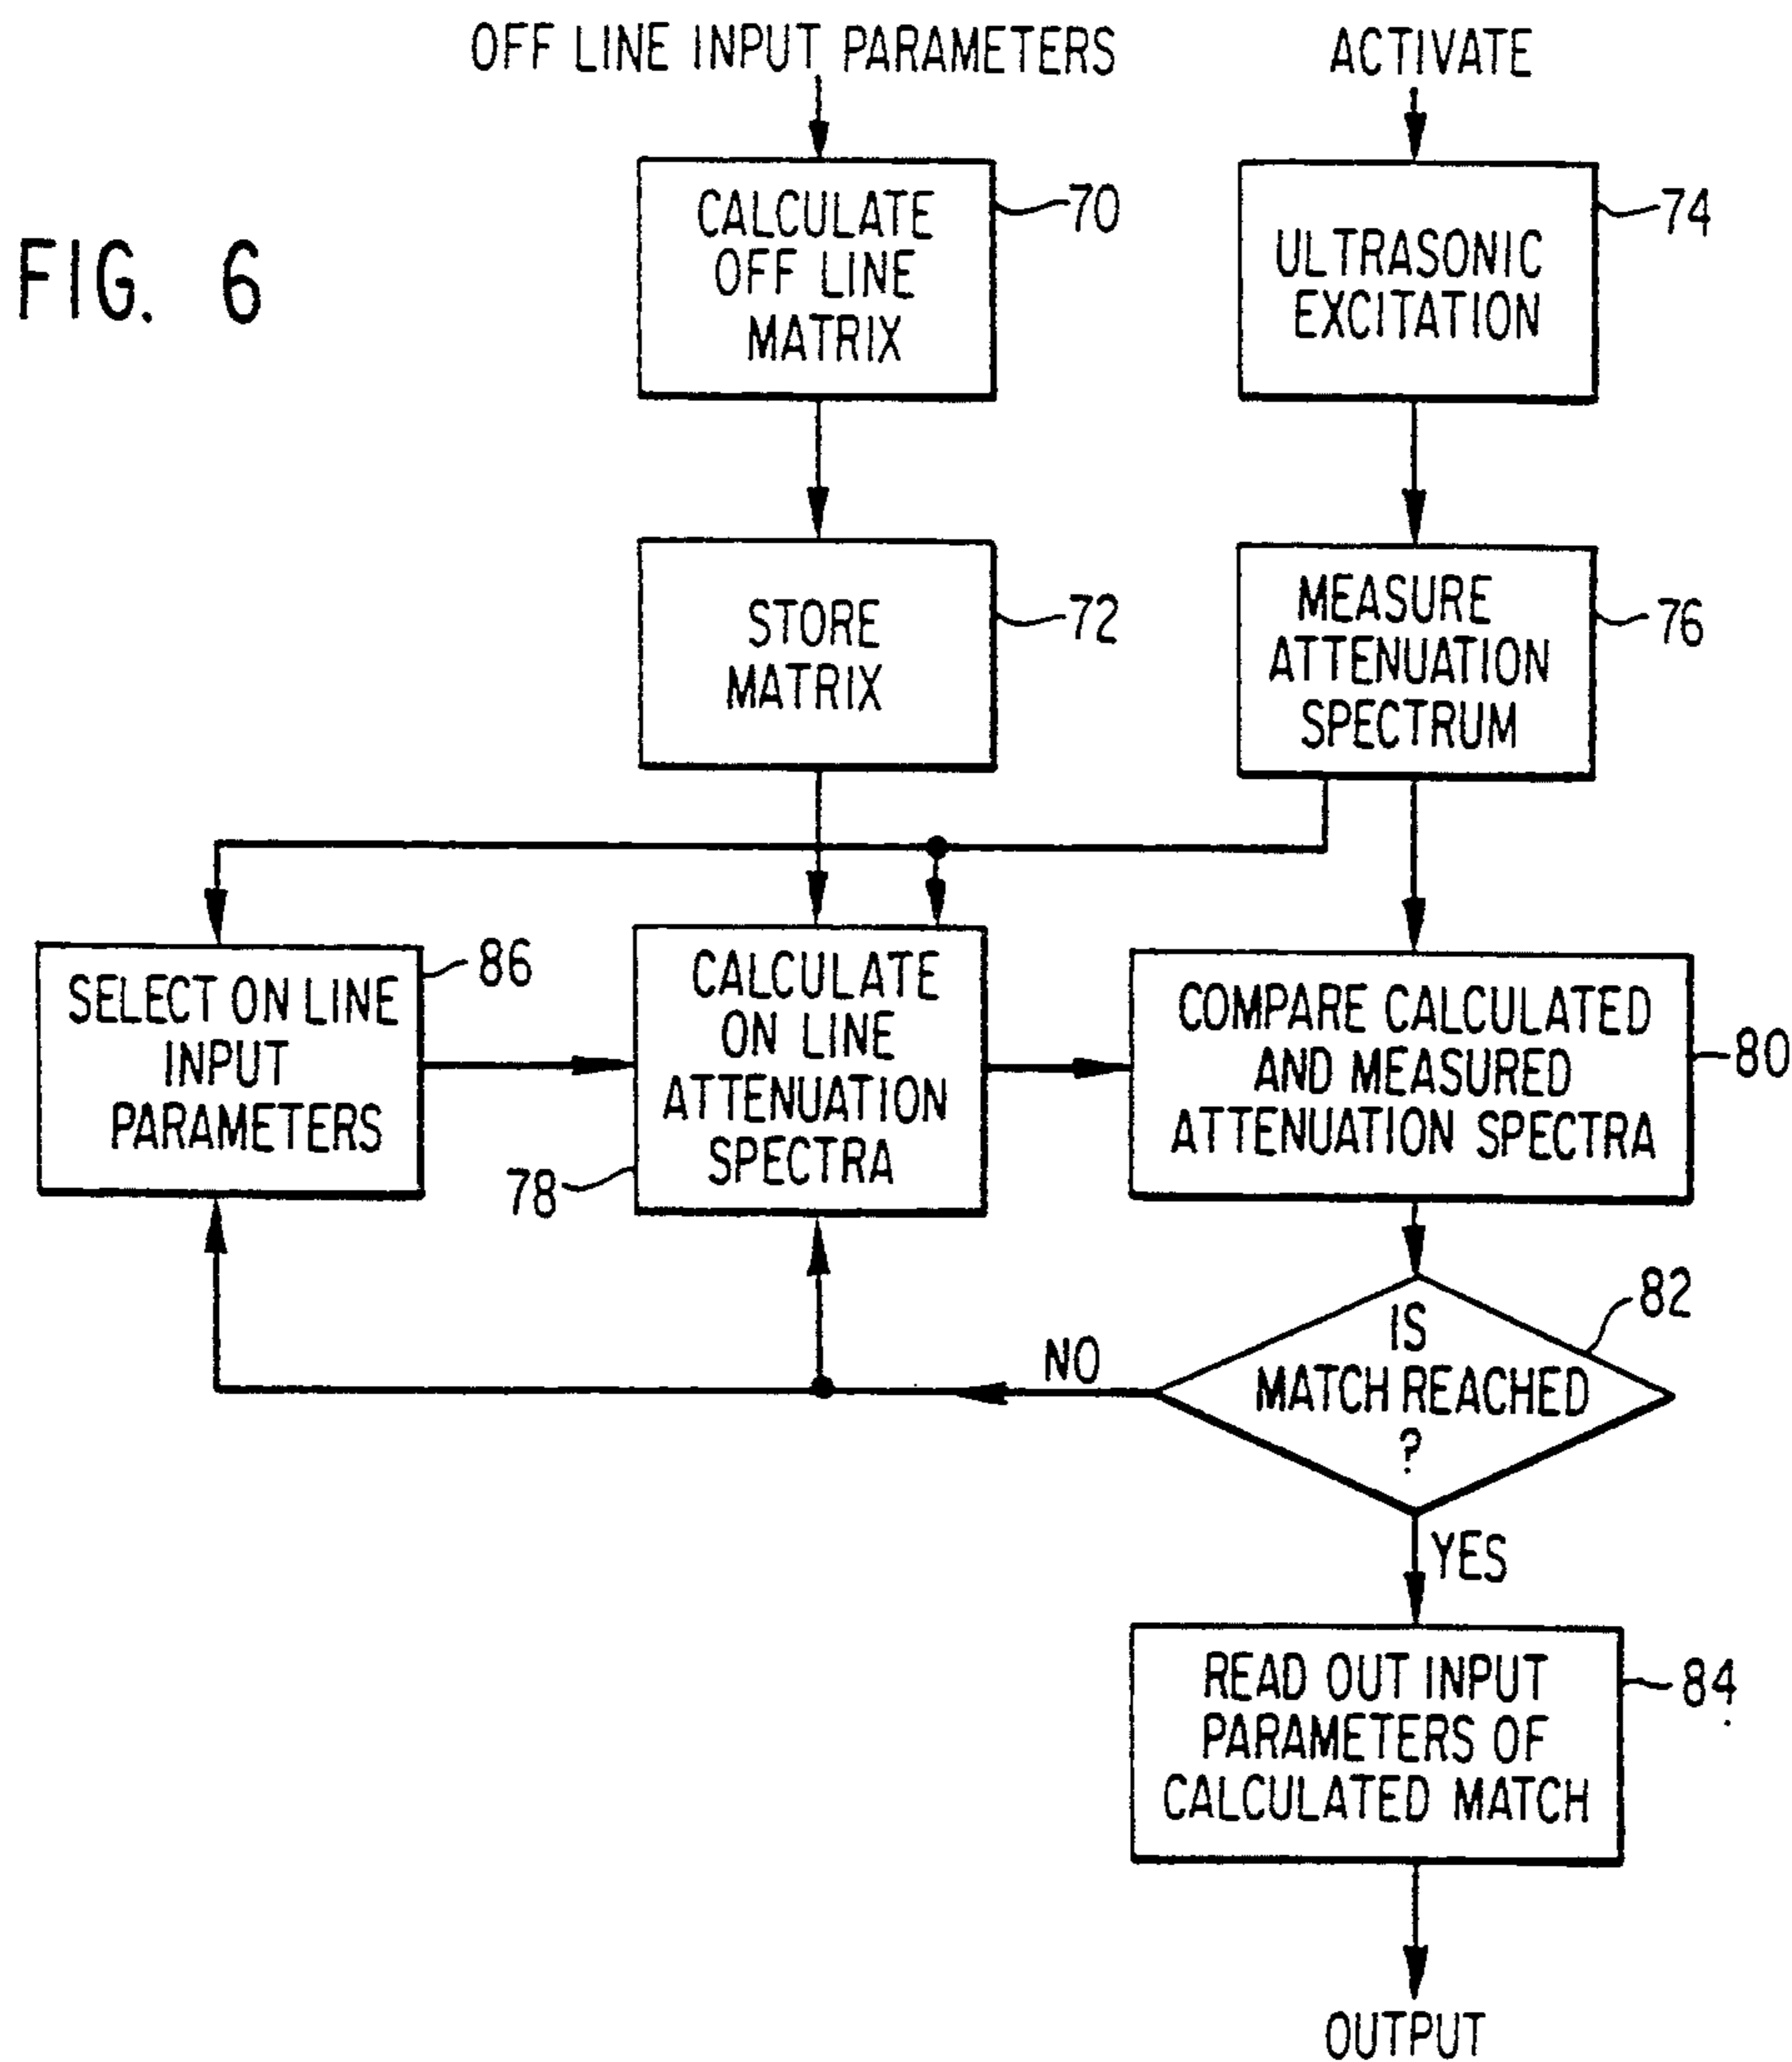 OFF LINE INPUT PARAMETERS
ACTIVATE
FIG. 6
CALCULATE
OFF LINE
MATRIX
70
ULTRASONIC
EXCITATION
74
STORE
MATRIX
72
MEASURE
ATTENUATION
SPECTRUM
76
SELECT ON LINE
INPUT
PARAMETERS
86
CALCULATE
ON LINE
ATTENUATION
SPECTRA
78
COMPARE CALCULATED
AND MEASURED
ATTENUATION SPECTRA
80
IS
MATCH REACHED
?
82
NO
YES
READ OUT INPUT
PARAMETERS OF
CALCULATED MATCH
84
OUTPUT